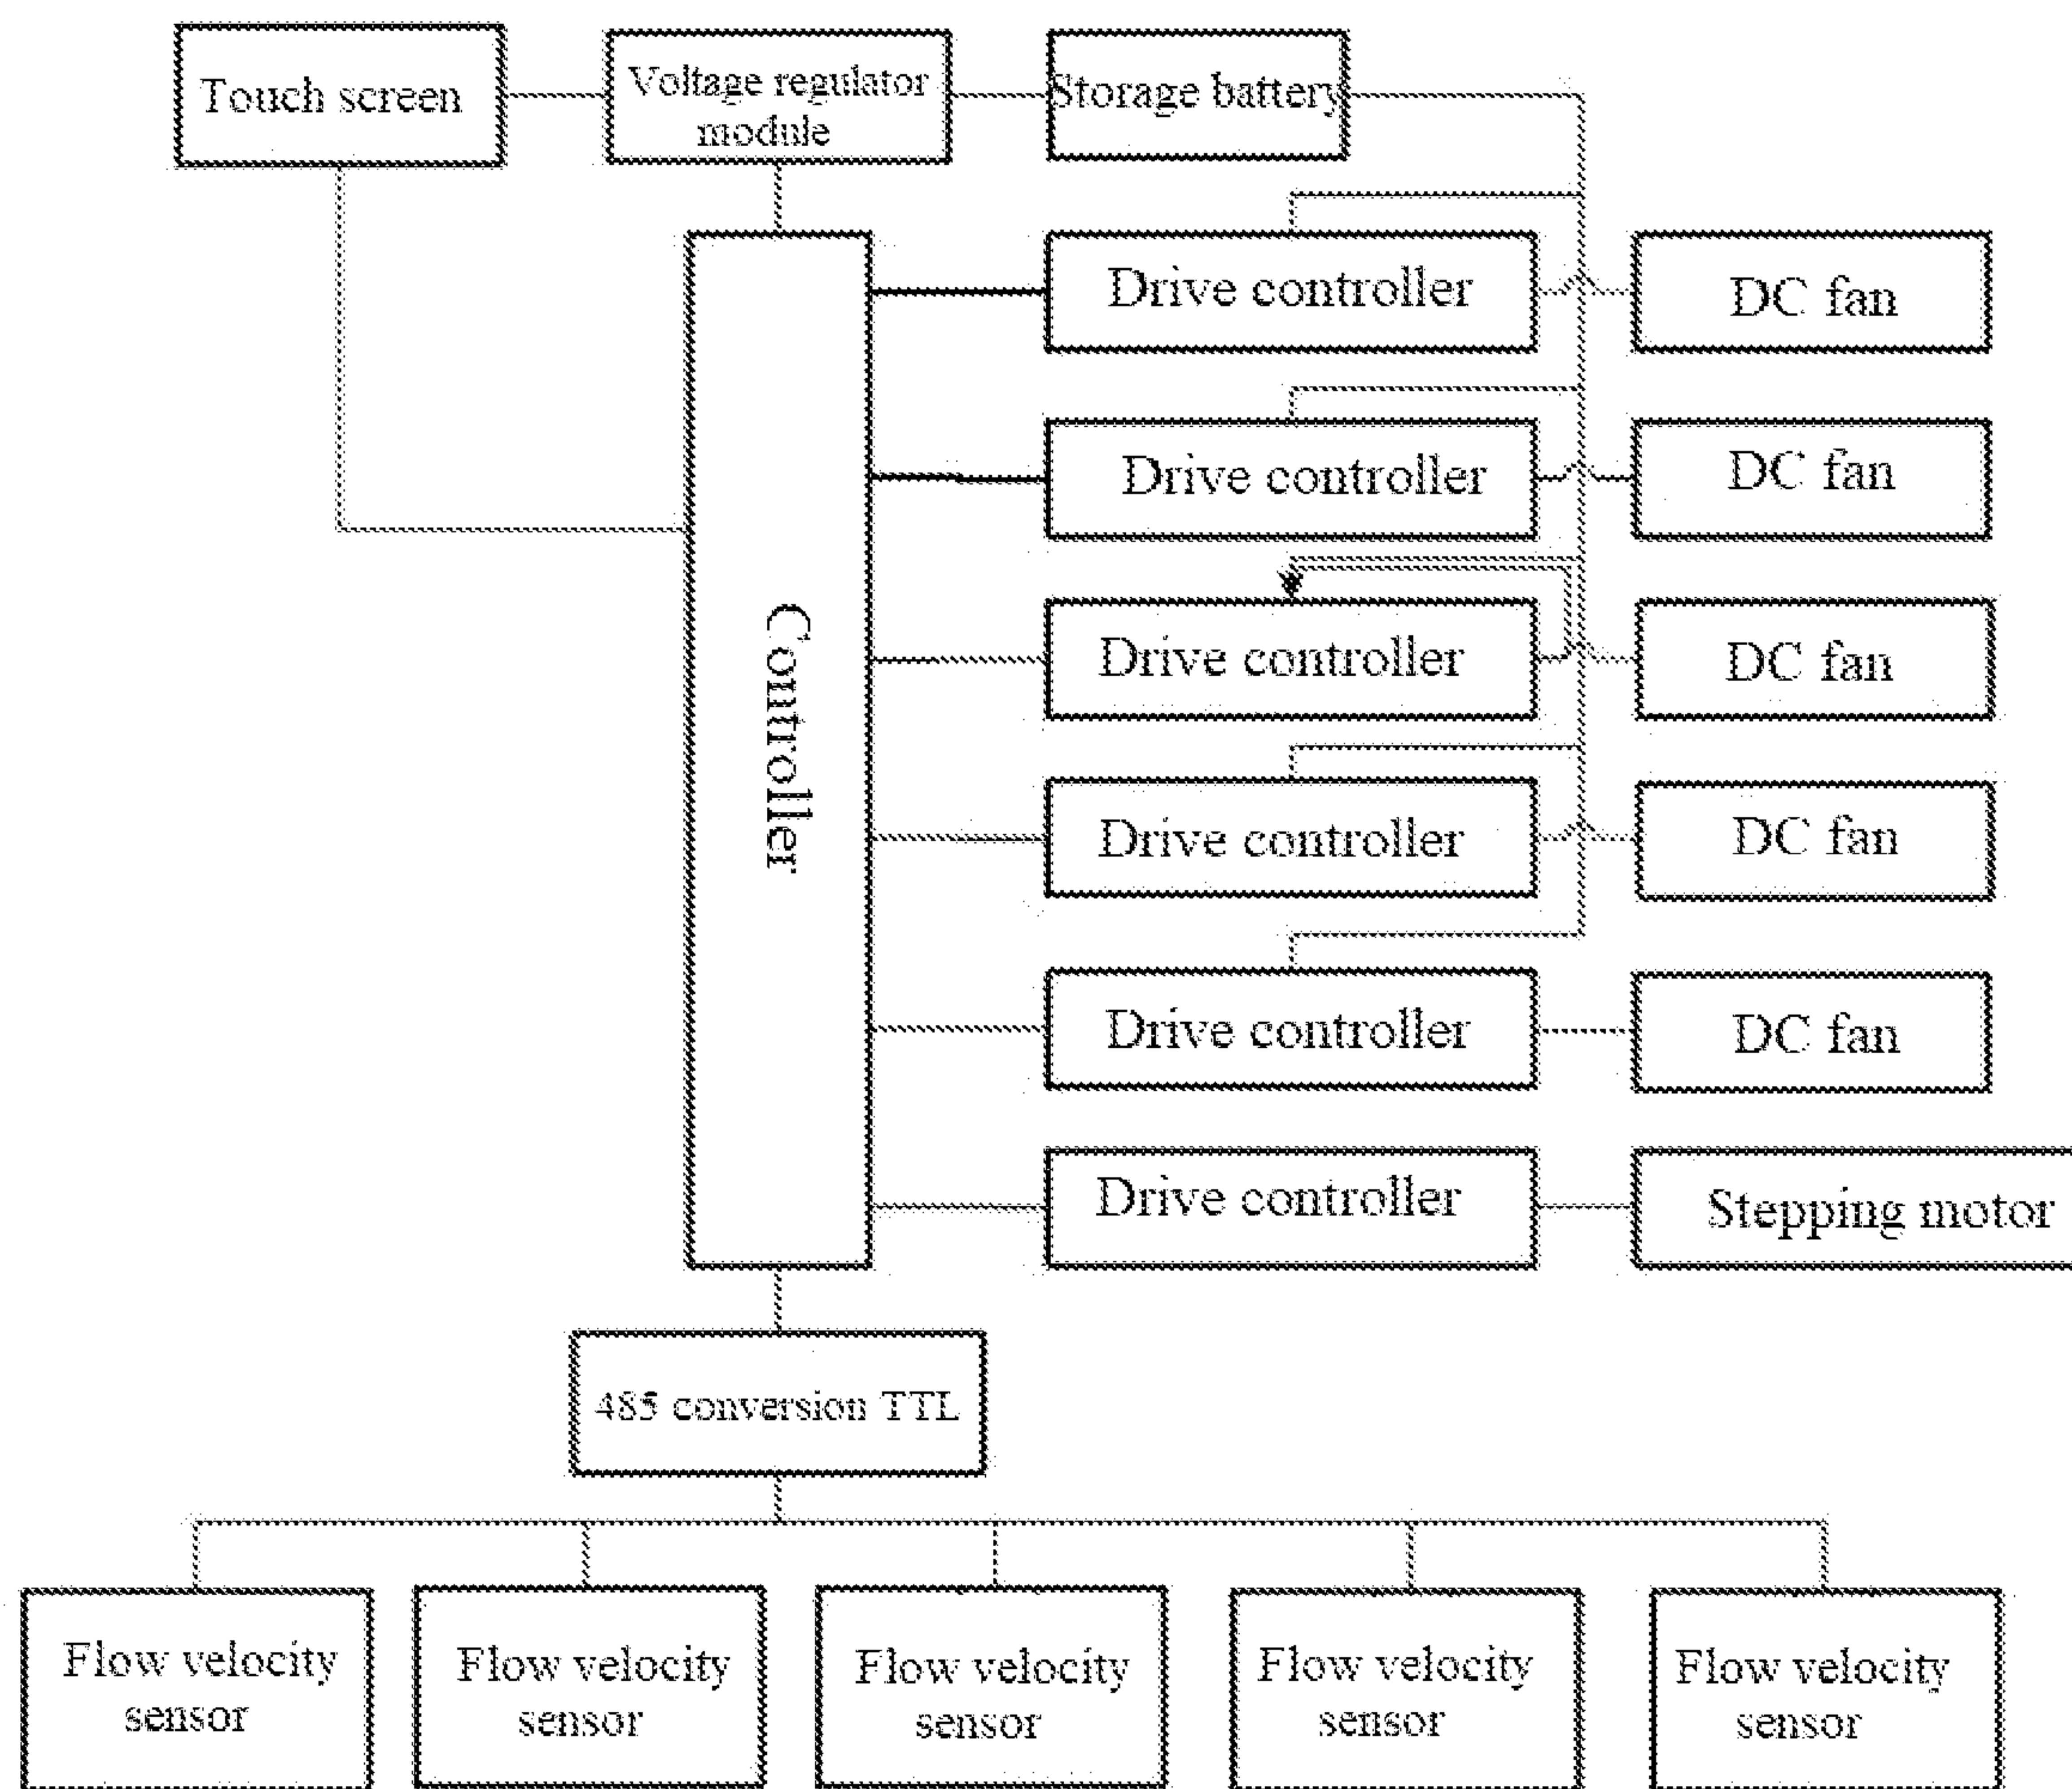 Touch screen
Voltage regulator
module
Storage battery
Drive controller
DC fan
Drive controller
DC fan
Controller
Drive controller
DC fan
Drive controller
DC fan
Drive controller
DC fan
Drive controller
Stepping motor
485 conversion TTL
Flow velocity
sensor
Flow velocity
sensor
Flow velocity
sensor
Flow velocity
sensor
Flow velocity
sensor